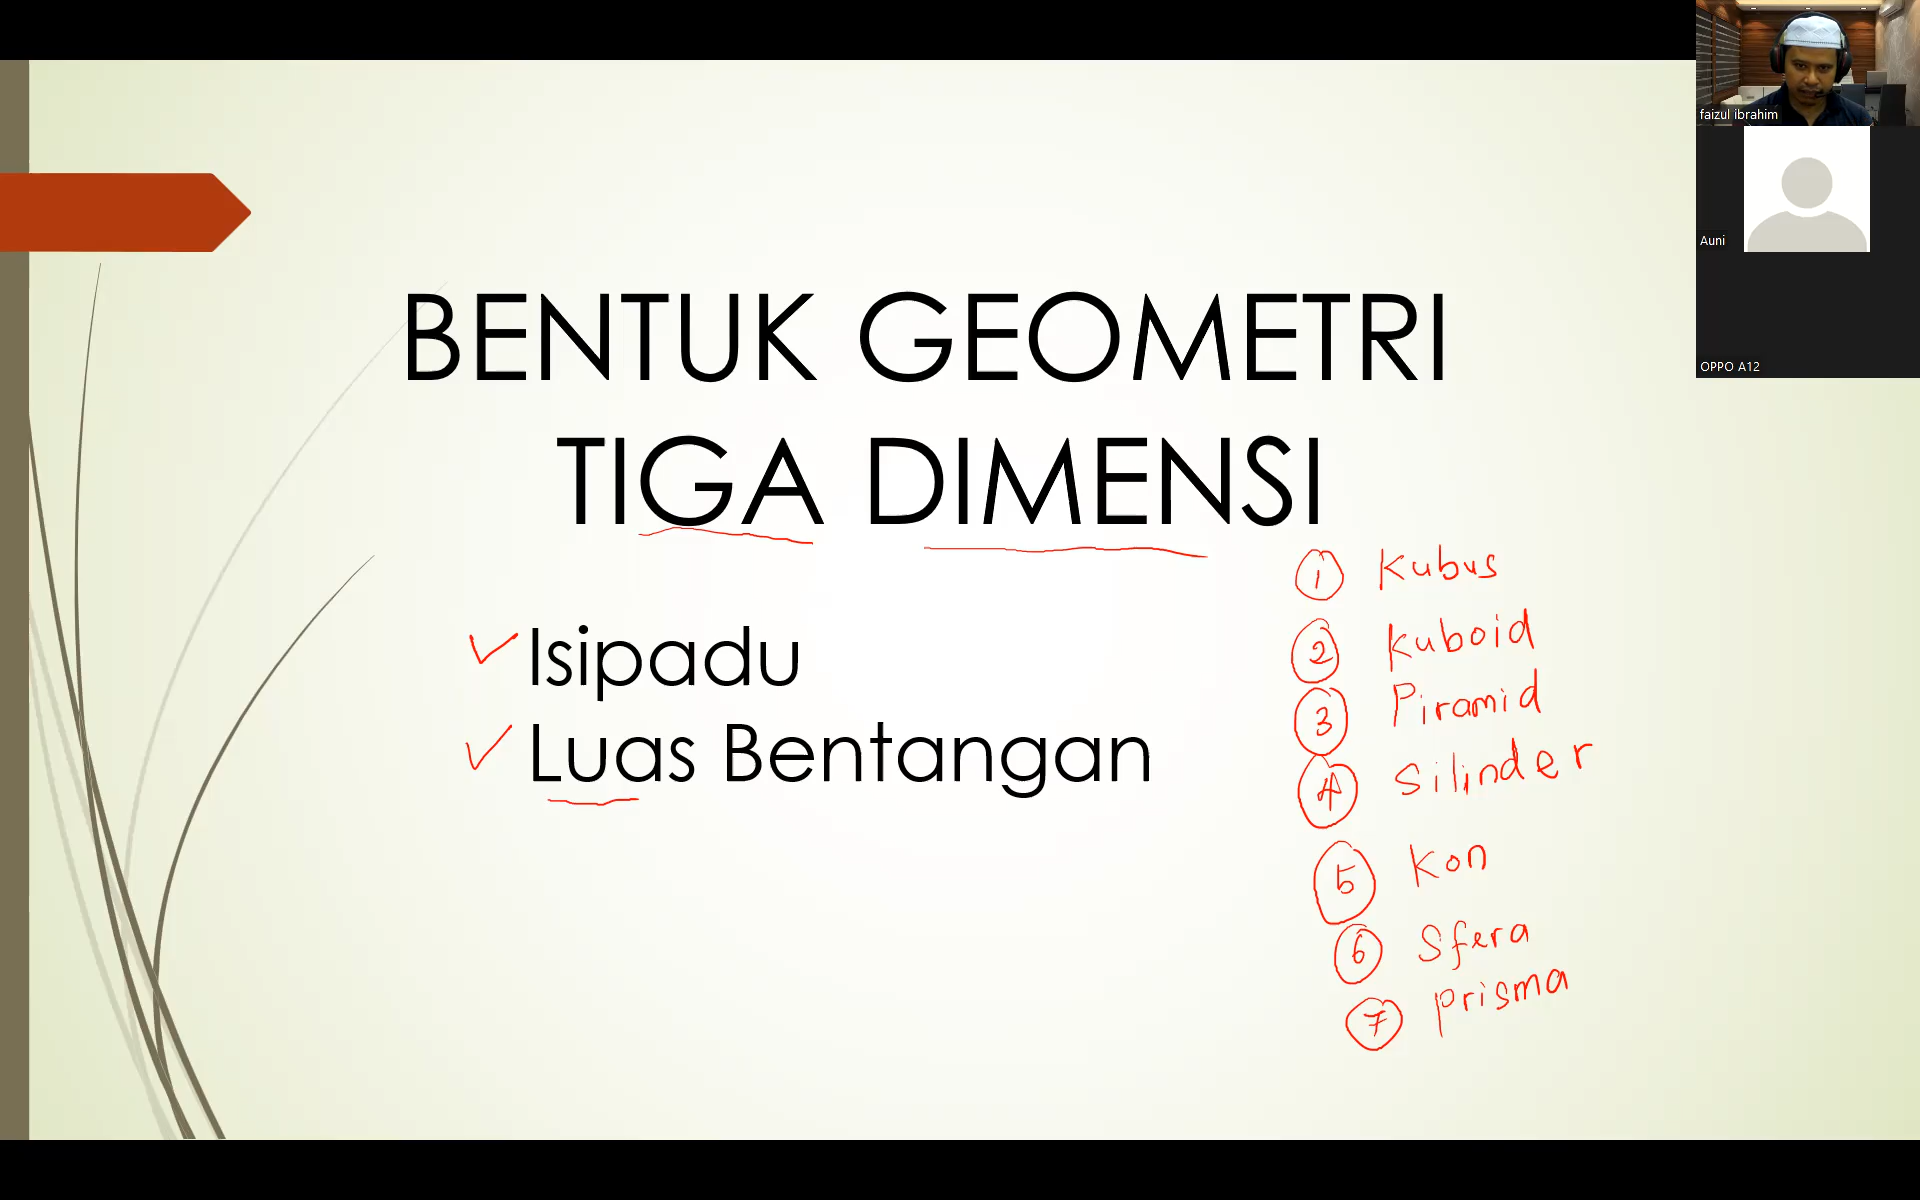 BENTUK GEOMETRI
TIGA DIMENSI
Isipadu
Luas Bentangan
1 Kubus
2 Kuboid
3 Piramid
4 Silinder
5 Kon
6 Sfera
7 Prisma
faizul ibrahim
Auni
OPPO A12